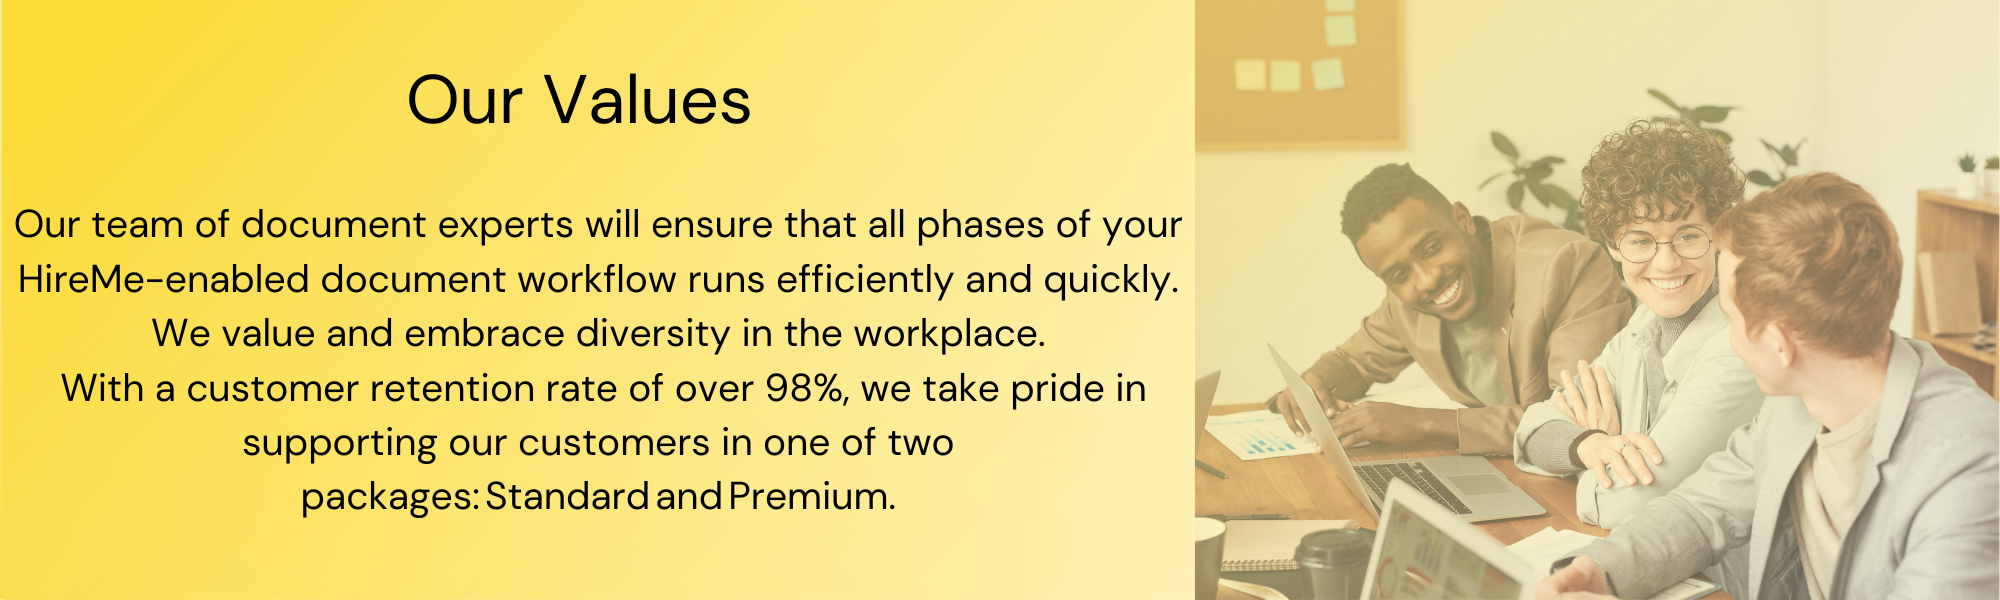 Our Values
Our team of document experts will ensure that all phases of your
HireMe-enabled document workflow runs efficiently and quickly.
We value and embrace diversity in the workplace.
With a customer retention rate of over 98%, we take pride in
supporting our customers in one of two
packages: Standard and Premium.